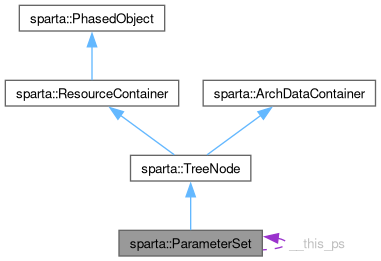 sparta::PhasedObject
sparta::ResourceContainer
sparta::ArchDataContainer
sparta::TreeNode
sparta::ParameterSet
__this_ps